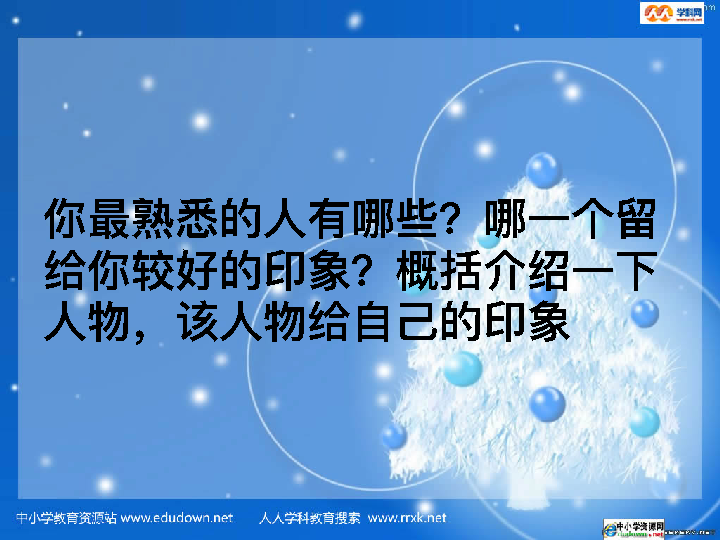 学科网
你最熟悉的人有哪些？哪一个留
给你较好的印象？概括介绍一下
人物，该人物给自己的印象
中小学教育资源站 www.edudown.net 人人学科教育搜索 www.rrxk.net
中小学资源网